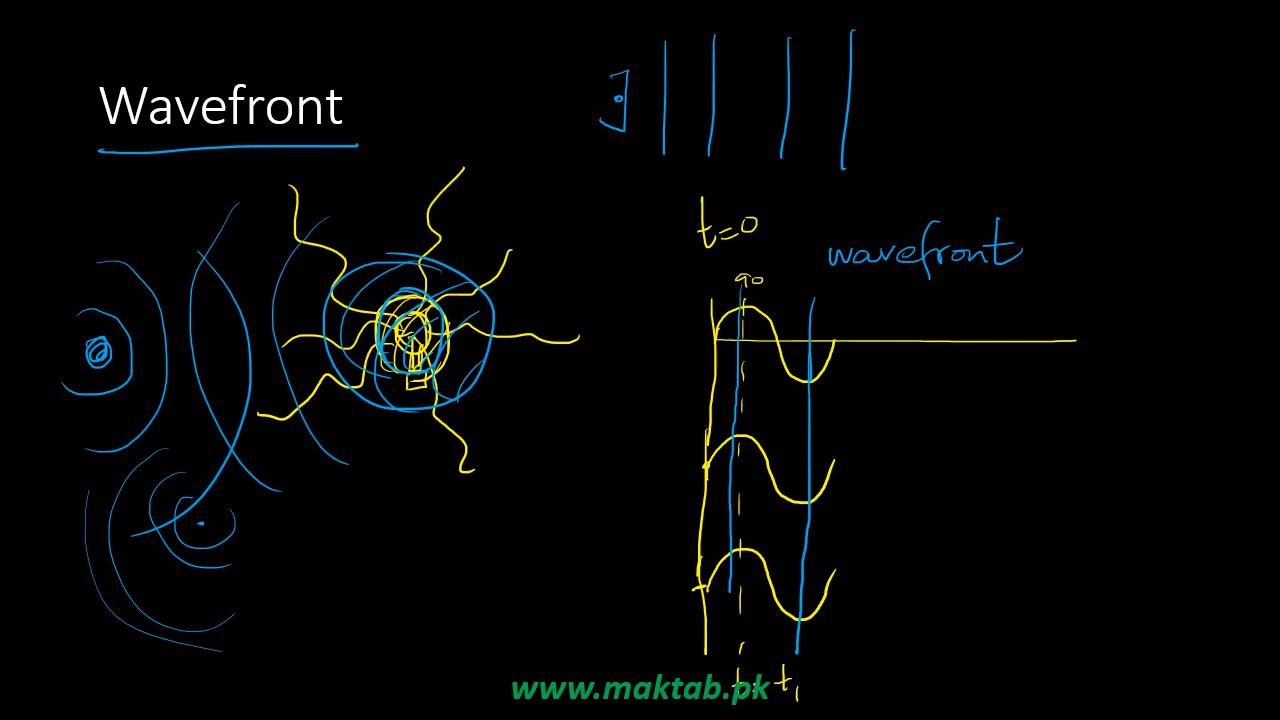 Wavefront
t=0
wavefront
90
t₁
www.maktab.pk